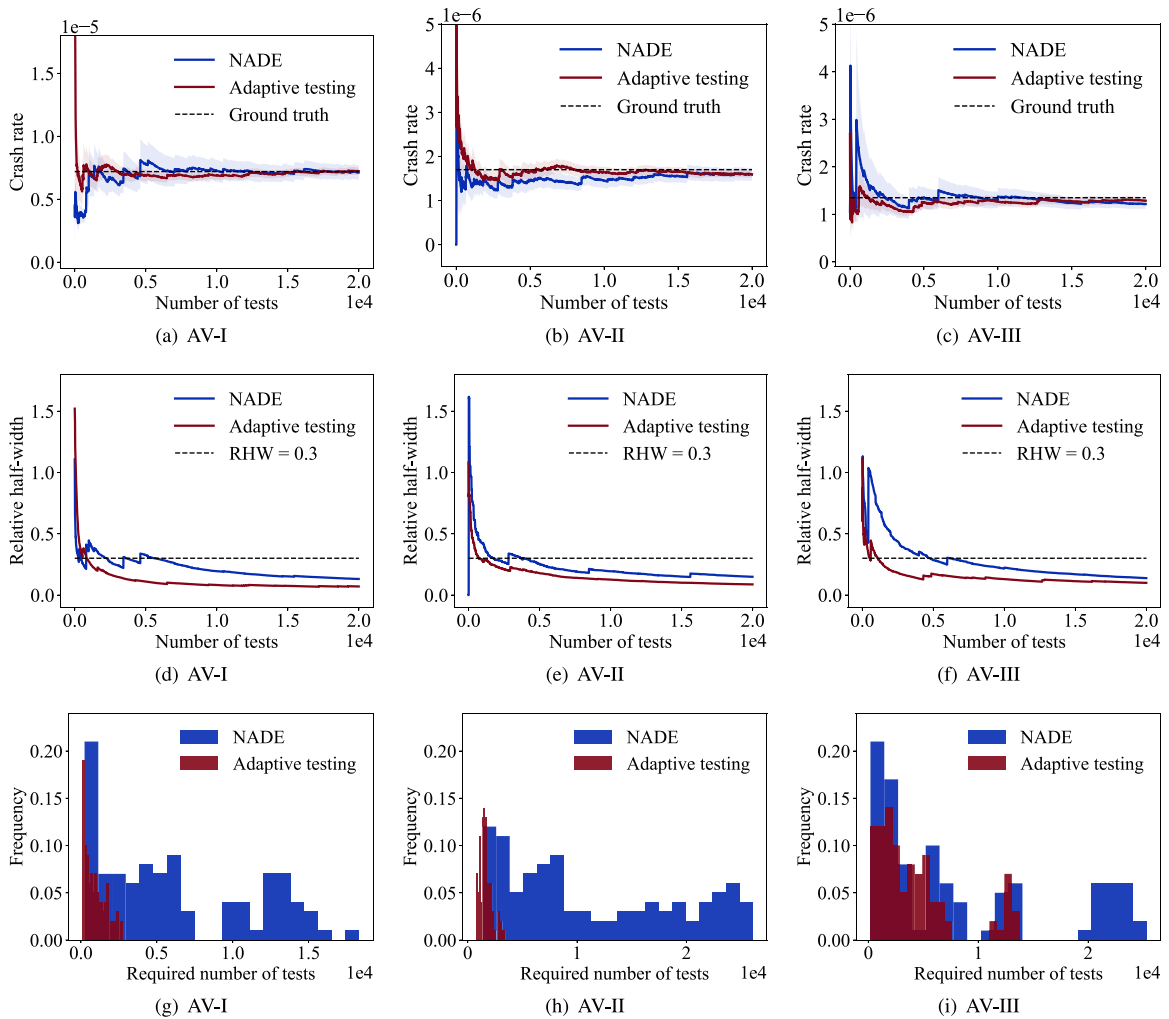 1e−5
NADE
Adaptive testing
Ground truth
Crash rate
1.5
1.0
0.5
0.0
0.0 0.5 1.0 1.5 2.0
Number of tests 1e4
(a) AV-I
1e−6
NADE
Adaptive testing
Ground truth
Crash rate
5
4
3
2
1
0
0.0 0.5 1.0 1.5 2.0
Number of tests 1e4
(b) AV-II
1e−6
NADE
Adaptive testing
Ground truth
Crash rate
5
4
3
2
1
0
0.0 0.5 1.0 1.5 2.0
Number of tests 1e4
(c) AV-III
NADE
Adaptive testing
RHW = 0.3
Relative half-width
1.5
1.0
0.5
0.0
0.0 0.5 1.0 1.5 2.0
Number of tests 1e4
(d) AV-I
NADE
Adaptive testing
RHW = 0.3
Relative half-width
1.5
1.0
0.5
0.0
0.0 0.5 1.0 1.5 2.0
Number of tests 1e4
(e) AV-II
NADE
Adaptive testing
RHW = 0.3
Relative half-width
1.5
1.0
0.5
0.0
0.0 0.5 1.0 1.5 2.0
Number of tests 1e4
(f) AV-III
NADE
Adaptive testing
Frequency
0.20
0.15
0.10
0.05
0.00
0.0 0.5 1.0 1.5
Required number of tests 1e4
(g) AV-I
NADE
Adaptive testing
Frequency
0.20
0.15
0.10
0.05
0.00
0 1 2
Required number of tests 1e4
(h) AV-II
NADE
Adaptive testing
Frequency
0.20
0.15
0.10
0.05
0.00
0 1 2
Required number of tests 1e4
(i) AV-III